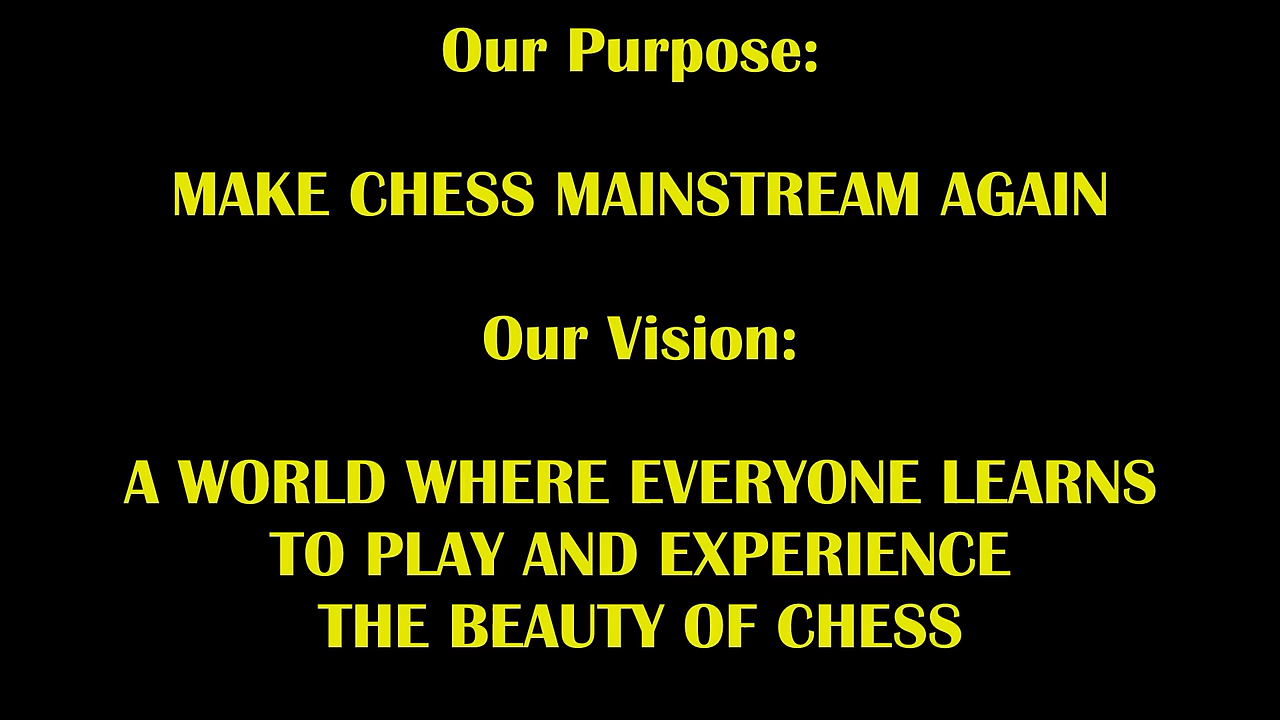 Our Purpose:
MAKE CHESS MAINSTREAM AGAIN
Our Vision:
A WORLD WHERE EVERYONE LEARNS
TO PLAY AND EXPERIENCE
THE BEAUTY OF CHESS